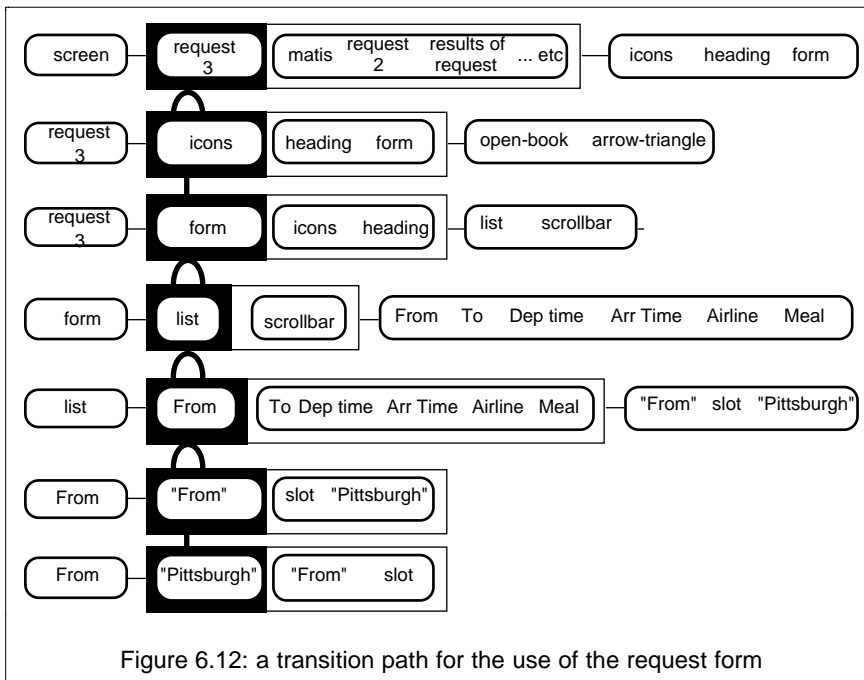 screen request 3 matis request 2 results of request ... etc icons heading form
request 3 icons heading form open-book arrow-triangle
request 3 form icons heading list scrollbar
form list scrollbar From To Dep time Arr Time Airline Meal
list From To Dep time Arr Time Airline Meal "From" slot "Pittsburgh"
From "From" slot "Pittsburgh"
From "Pittsburgh" "From" slot
Figure 6.12: a transition path for the use of the request form